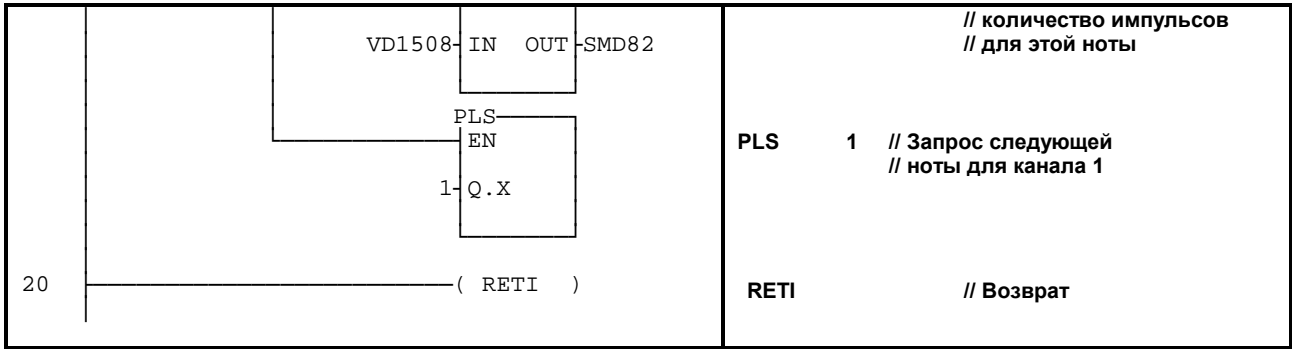 // количество импульсов
VD1508 IN OUT SMD82 // для этой ноты
PLS
EN PLS 1 // Запрос следующей
// ноты для канала 1
1 Q.X
20 ( RETI ) RETI // Возврат